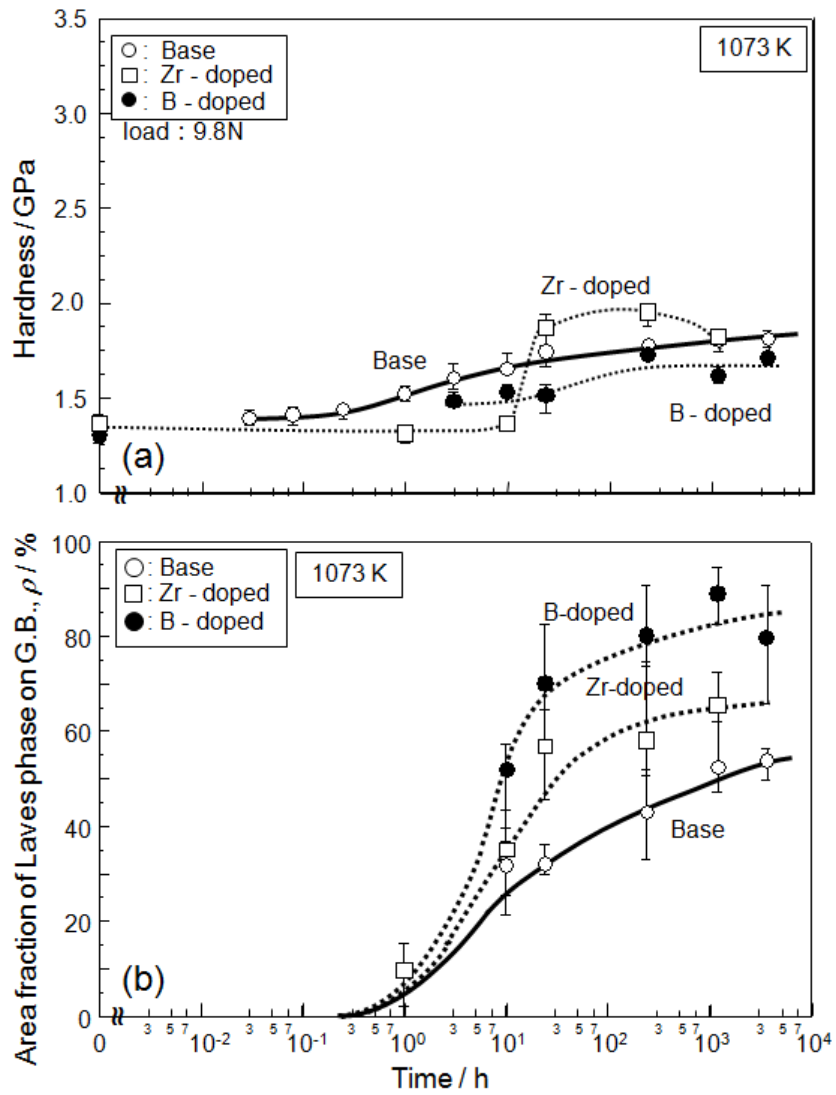 3.5
3.0
2.5
2.0
1.5
1.0
Hardness / GPa
○: Base
□: Zr - doped
●: B - doped
load : 9.8N
1073 K
Zr - doped
Base
B - doped
(a)
100
80
60
40
20
0
Area fraction of Laves phase on G.B., ρ / %
○: Base
□: Zr - doped
●: B - doped
1073 K
B-doped
Zr-doped
Base
(b)
3 5 7 3 5 7 3 5 7 3 5 7 3 5 7 3 5 7
0 10⁻² 10⁻¹ 10⁰ 10¹ 10² 10³ 10⁴
Time / h